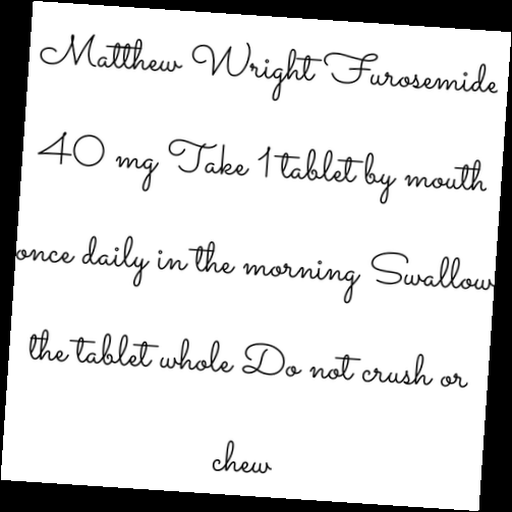 Matthew Wright Furosemide
40 mg Take 1 tablet by mouth
once daily in the morning Swallow
the tablet whole Do not crush or
chew